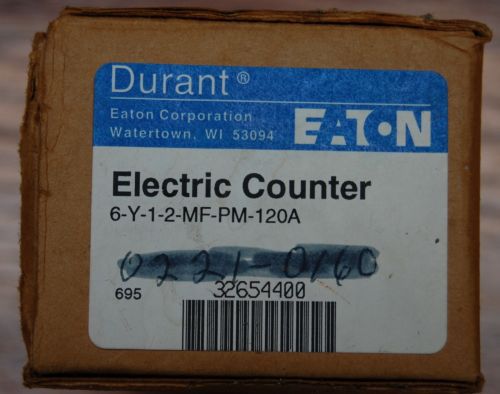 Durant®
Eaton Corporation
Watertown, WI 53094
EATON
Electric Counter
6-Y-1-2-MF-PM-120A
0221-0160
695
32654400